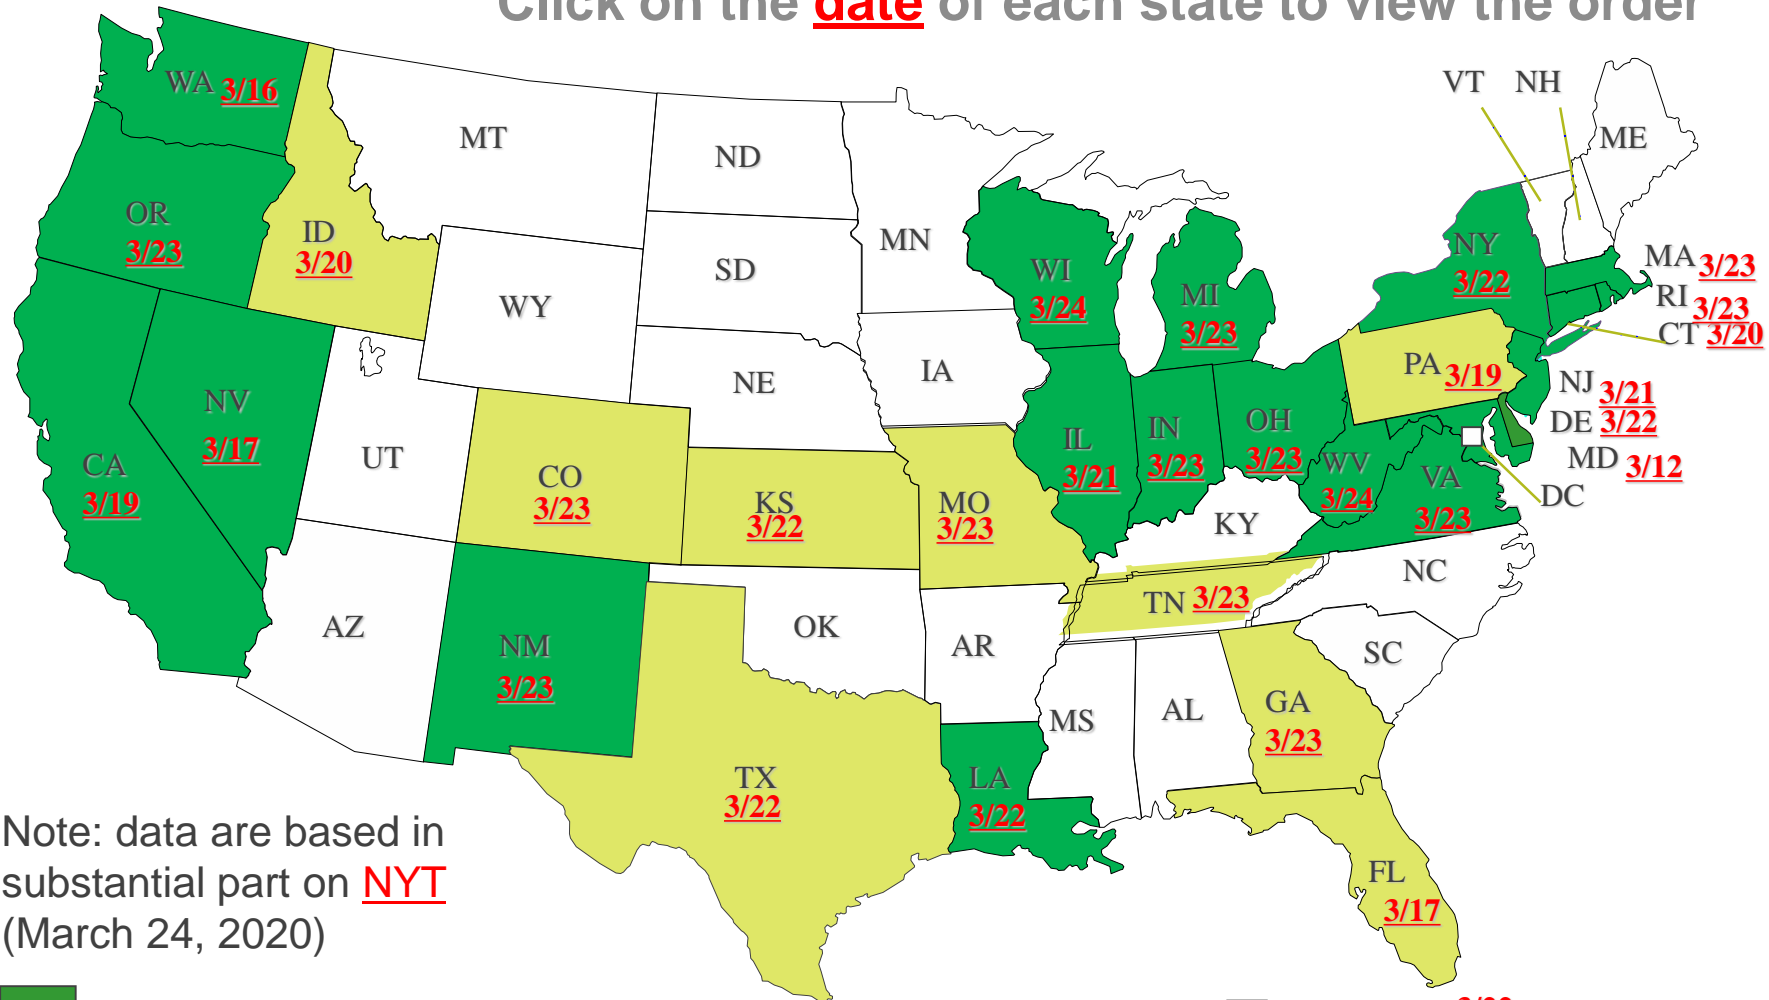 Click on the date of each state to view the order
WA 3/16
MT
ND
VT NH
ME
OR
3/23
ID
3/20
MN
SD
WY
WI
3/24
MI
3/23
NY
3/22
MA 3/23
RI 3/23
CT 3/20
NV
3/17
NE
IA
PA 3/19
NJ 3/21
DE 3/22
MD 3/12
DC
CA
3/19
UT
CO
3/23
KS
3/22
MO
3/23
IL
3/21
IN
3/23
OH
3/23
WV
3/24
VA
3/23
KY
NC
TN 3/23
AZ
NM
3/23
OK
AR
SC
MS
AL
GA
3/23
TX
3/22
LA
3/22
FL
3/17
Note: data are based in
substantial part on NYT
(March 24, 2020)